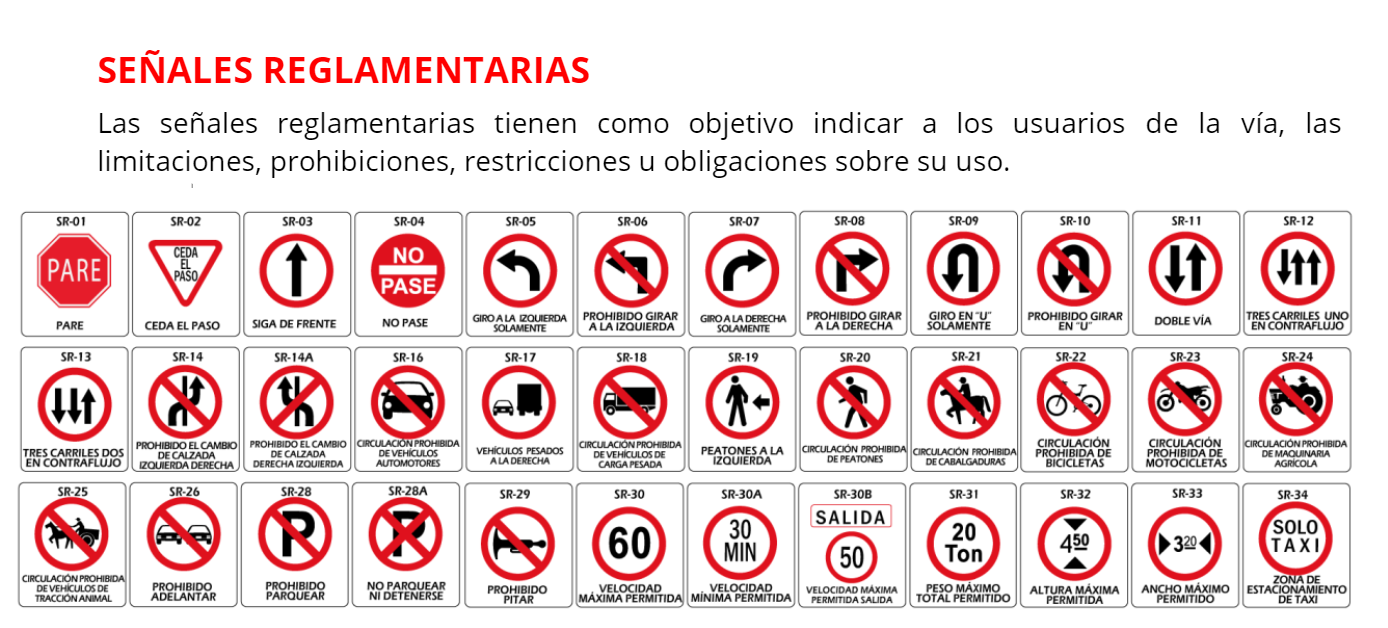 SEÑALES REGLAMENTARIAS
Las señales reglamentarias tienen como objetivo indicar a los usuarios de la vía, las
limitaciones, prohibiciones, restricciones u obligaciones sobre su uso.
SR-01
PARE
PARE
SR-02
CEDA
EL
PASO
CEDA EL PASO
SR-03
SIGA DE FRENTE
SR-04
NO
PASE
NO PASE
SR-05
GIRO A LA IZQUIERDA
SOLAMENTE
SR-06
PROHIBIDO GIRAR
A LA IZQUIERDA
SR-07
GIRO A LA DERECHA
SOLAMENTE
SR-08
PROHIBIDO GIRAR
A LA DERECHA
SR-09
GIRO EN "U"
SOLAMENTE
SR-10
PROHIBIDO GIRAR
EN "U"
SR-11
DOBLE VÍA
SR-12
TRES CARRILES UNO
EN CONTRAFLUJO
SR-13
TRES CARRILES DOS
EN CONTRAFLUJO
SR-14
PROHIBIDO EL CAMBIO
DE CALZADA
IZQUIERDA DERECHA
SR-14A
PROHIBIDO EL CAMBIO
DE CALZADA
DERECHA IZQUIERDA
SR-16
CIRCULACIÓN PROHIBIDA
DE VEHÍCULOS
AUTOMOTORES
SR-17
VEHÍCULOS PESADOS
A LA DERECHA
SR-18
CIRCULACIÓN PROHIBIDA
DE VEHÍCULOS DE
CARGA PESADA
SR-19
PEATONES A LA
IZQUIERDA
SR-20
CIRCULACIÓN PROHIBIDA
DE PEATONES
SR-21
CIRCULACIÓN PROHIBIDA
DE CABALGADURAS
SR-22
CIRCULACIÓN
PROHIBIDA DE
BICICLETAS
SR-23
CIRCULACIÓN
PROHIBIDA DE
MOTOCICLETAS
SR-24
CIRCULACIÓN PROHIBIDA
DE MAQUINARIA
AGRÍCOLA
SR-25
CIRCULACIÓN PROHIBIDA
DE VEHÍCULOS DE
TRACCIÓN ANIMAL
SR-26
PROHIBIDO
ADELANTAR
SR-28
P
PROHIBIDO
PARQUEAR
SR-28A
P
NO PARQUEAR
NI DETENERSE
SR-29
PROHIBIDO
PITAR
SR-30
60
VELOCIDAD
MÁXIMA PERMITIDA
SR-30A
30
MIN
VELOCIDAD
MÍNIMA PERMITIDA
SR-30B
SALIDA
50
VELOCIDAD MÁXIMA
PERMITIDA SALIDA
SR-31
20
Ton
PESO MÁXIMO
TOTAL PERMITIDO
SR-32
450
ALTURA MÁXIMA
PERMITIDA
SR-33
320
ANCHO MÁXIMO
PERMITIDO
SR-34
SOLO
TAXI
ZONA DE
ESTACIONAMIENTO
DE TAXI